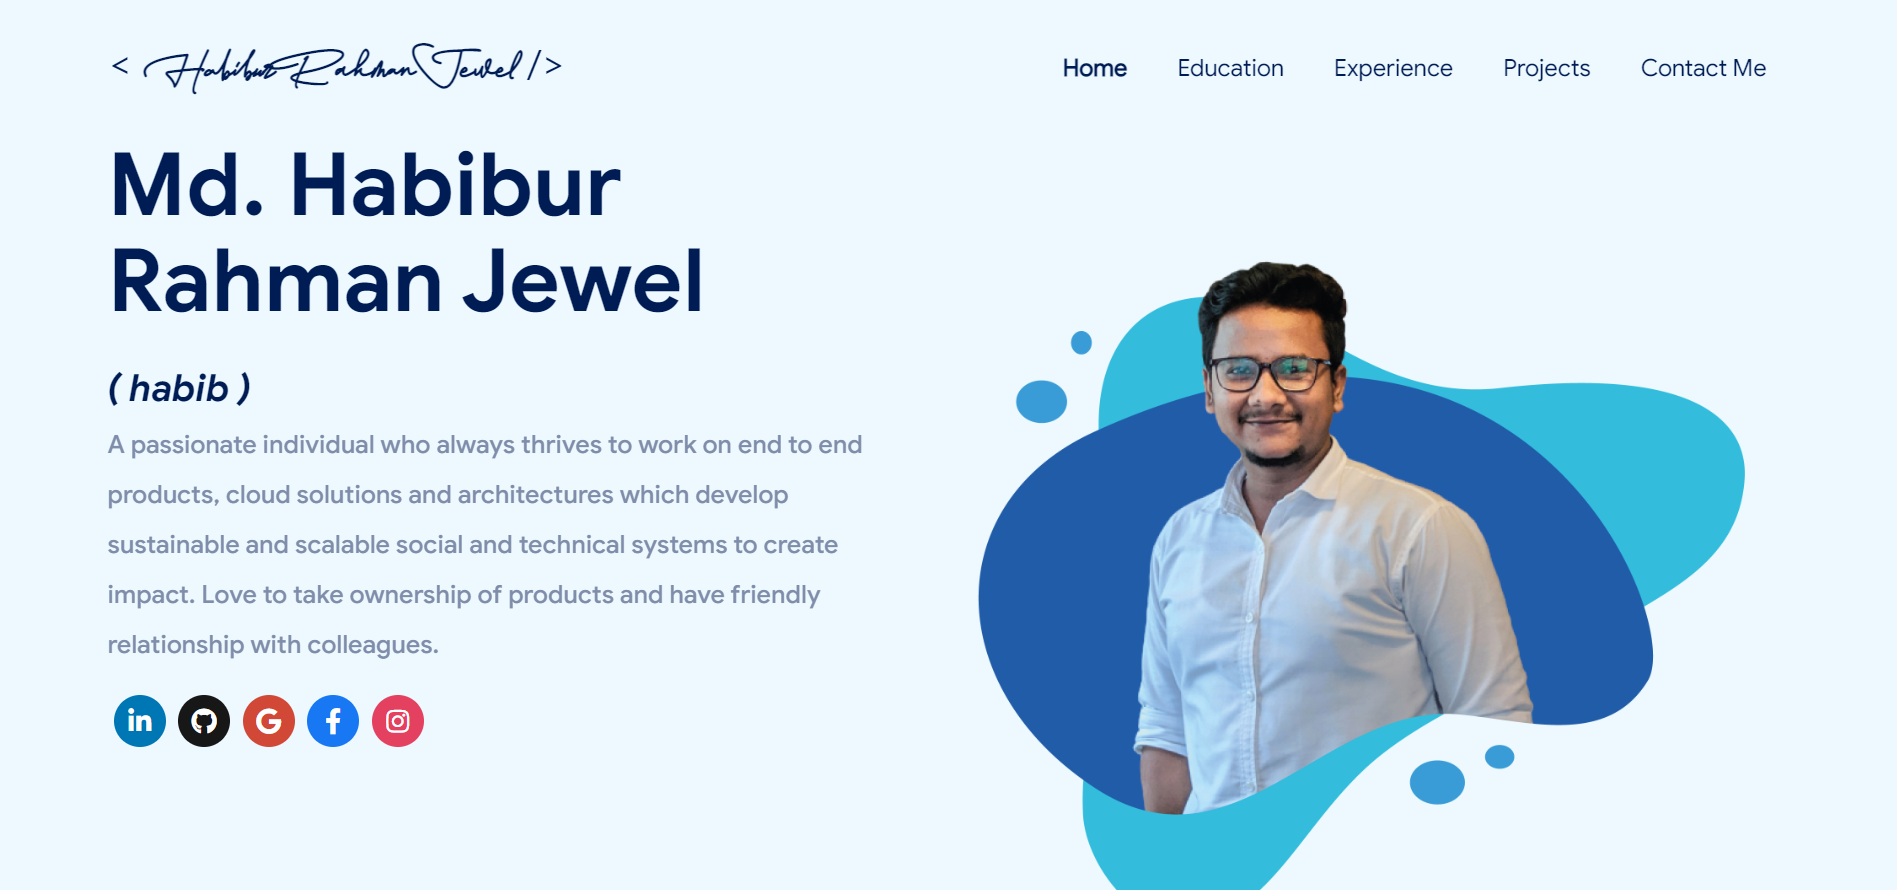 < Habibur Rahman Jewel />
Home Education Experience Projects Contact Me
Md. Habibur
Rahman Jewel
( habib )
A passionate individual who always thrives to work on end to end
products, cloud solutions and architectures which develop
sustainable and scalable social and technical systems to create
impact. Love to take ownership of products and have friendly
relationship with colleagues.
in
G
f